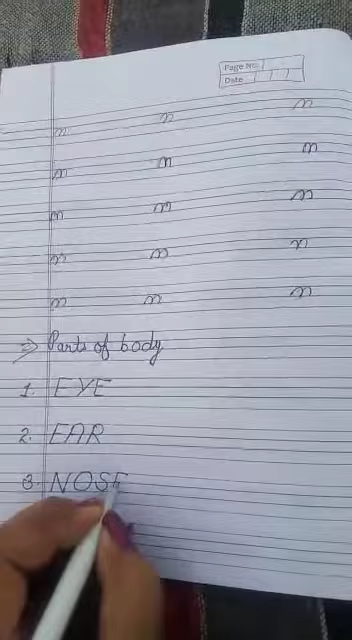 Page No.
Date
m n n
m n n
m m n
n m n
m m n
⇒ Parts of body
1. EYE
2. EAR
3. NOSE